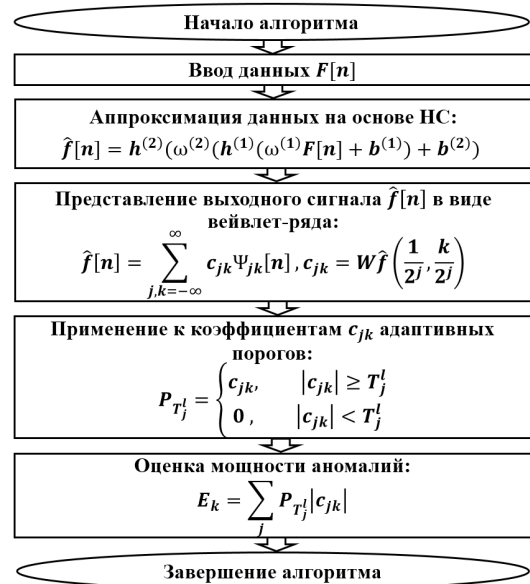 Начало алгоритма
Ввод данных F[n]
Аппроксимация данных на основе НС:
f̂[n] = h⁽²⁾(ω⁽²⁾(h⁽¹⁾(ω⁽¹⁾F[n] + b⁽¹⁾) + b⁽²⁾)
Представление выходного сигнала f̂[n] в виде
вейвлет-ряда:
f̂[n] = ∑_{j,k=−∞}^{∞} c_{jk}Ψ_{jk}[n] , c_{jk} = Wf̂(1/2^j, k/2^j)
Применение к коэффициентам c_{jk} адаптивных
порогов:
P_{T_j^l} = { c_{jk}, |c_{jk}| ≥ T_j^l
0 , |c_{jk}| < T_j^l
Оценка мощности аномалий:
E_k = ∑_j P_{T_j^l}|c_{jk}|
Завершение алгоритма